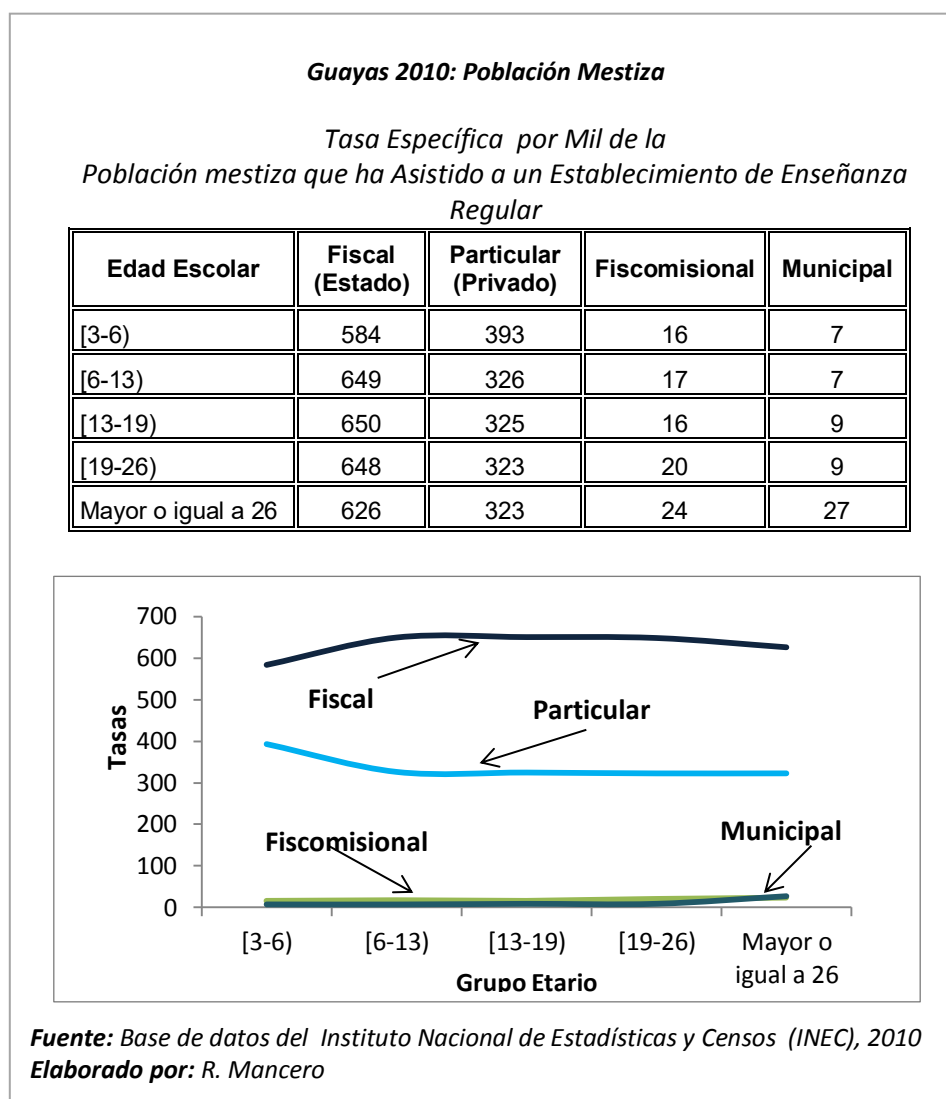 Guayas 2010: Población Mestiza
Tasa Específica por Mil de la
Población mestiza que ha Asistido a un Establecimiento de Enseñanza
Regular
Edad Escolar Fiscal (Estado) Particular (Privado) Fiscomisional Municipal
[3-6) 584 393 16 7
[6-13) 649 326 17 7
[13-19) 650 325 16 9
[19-26) 648 323 20 9
Mayor o igual a 26 626 323 24 27
700
600
500
400
300
200
100
0
Tasas
Fiscal
Particular
Fiscomisional
Municipal
[3-6) [6-13) [13-19) [19-26) Mayor o
igual a 26
Grupo Etario
Fuente: Base de datos del Instituto Nacional de Estadísticas y Censos (INEC), 2010
Elaborado por: R. Mancero